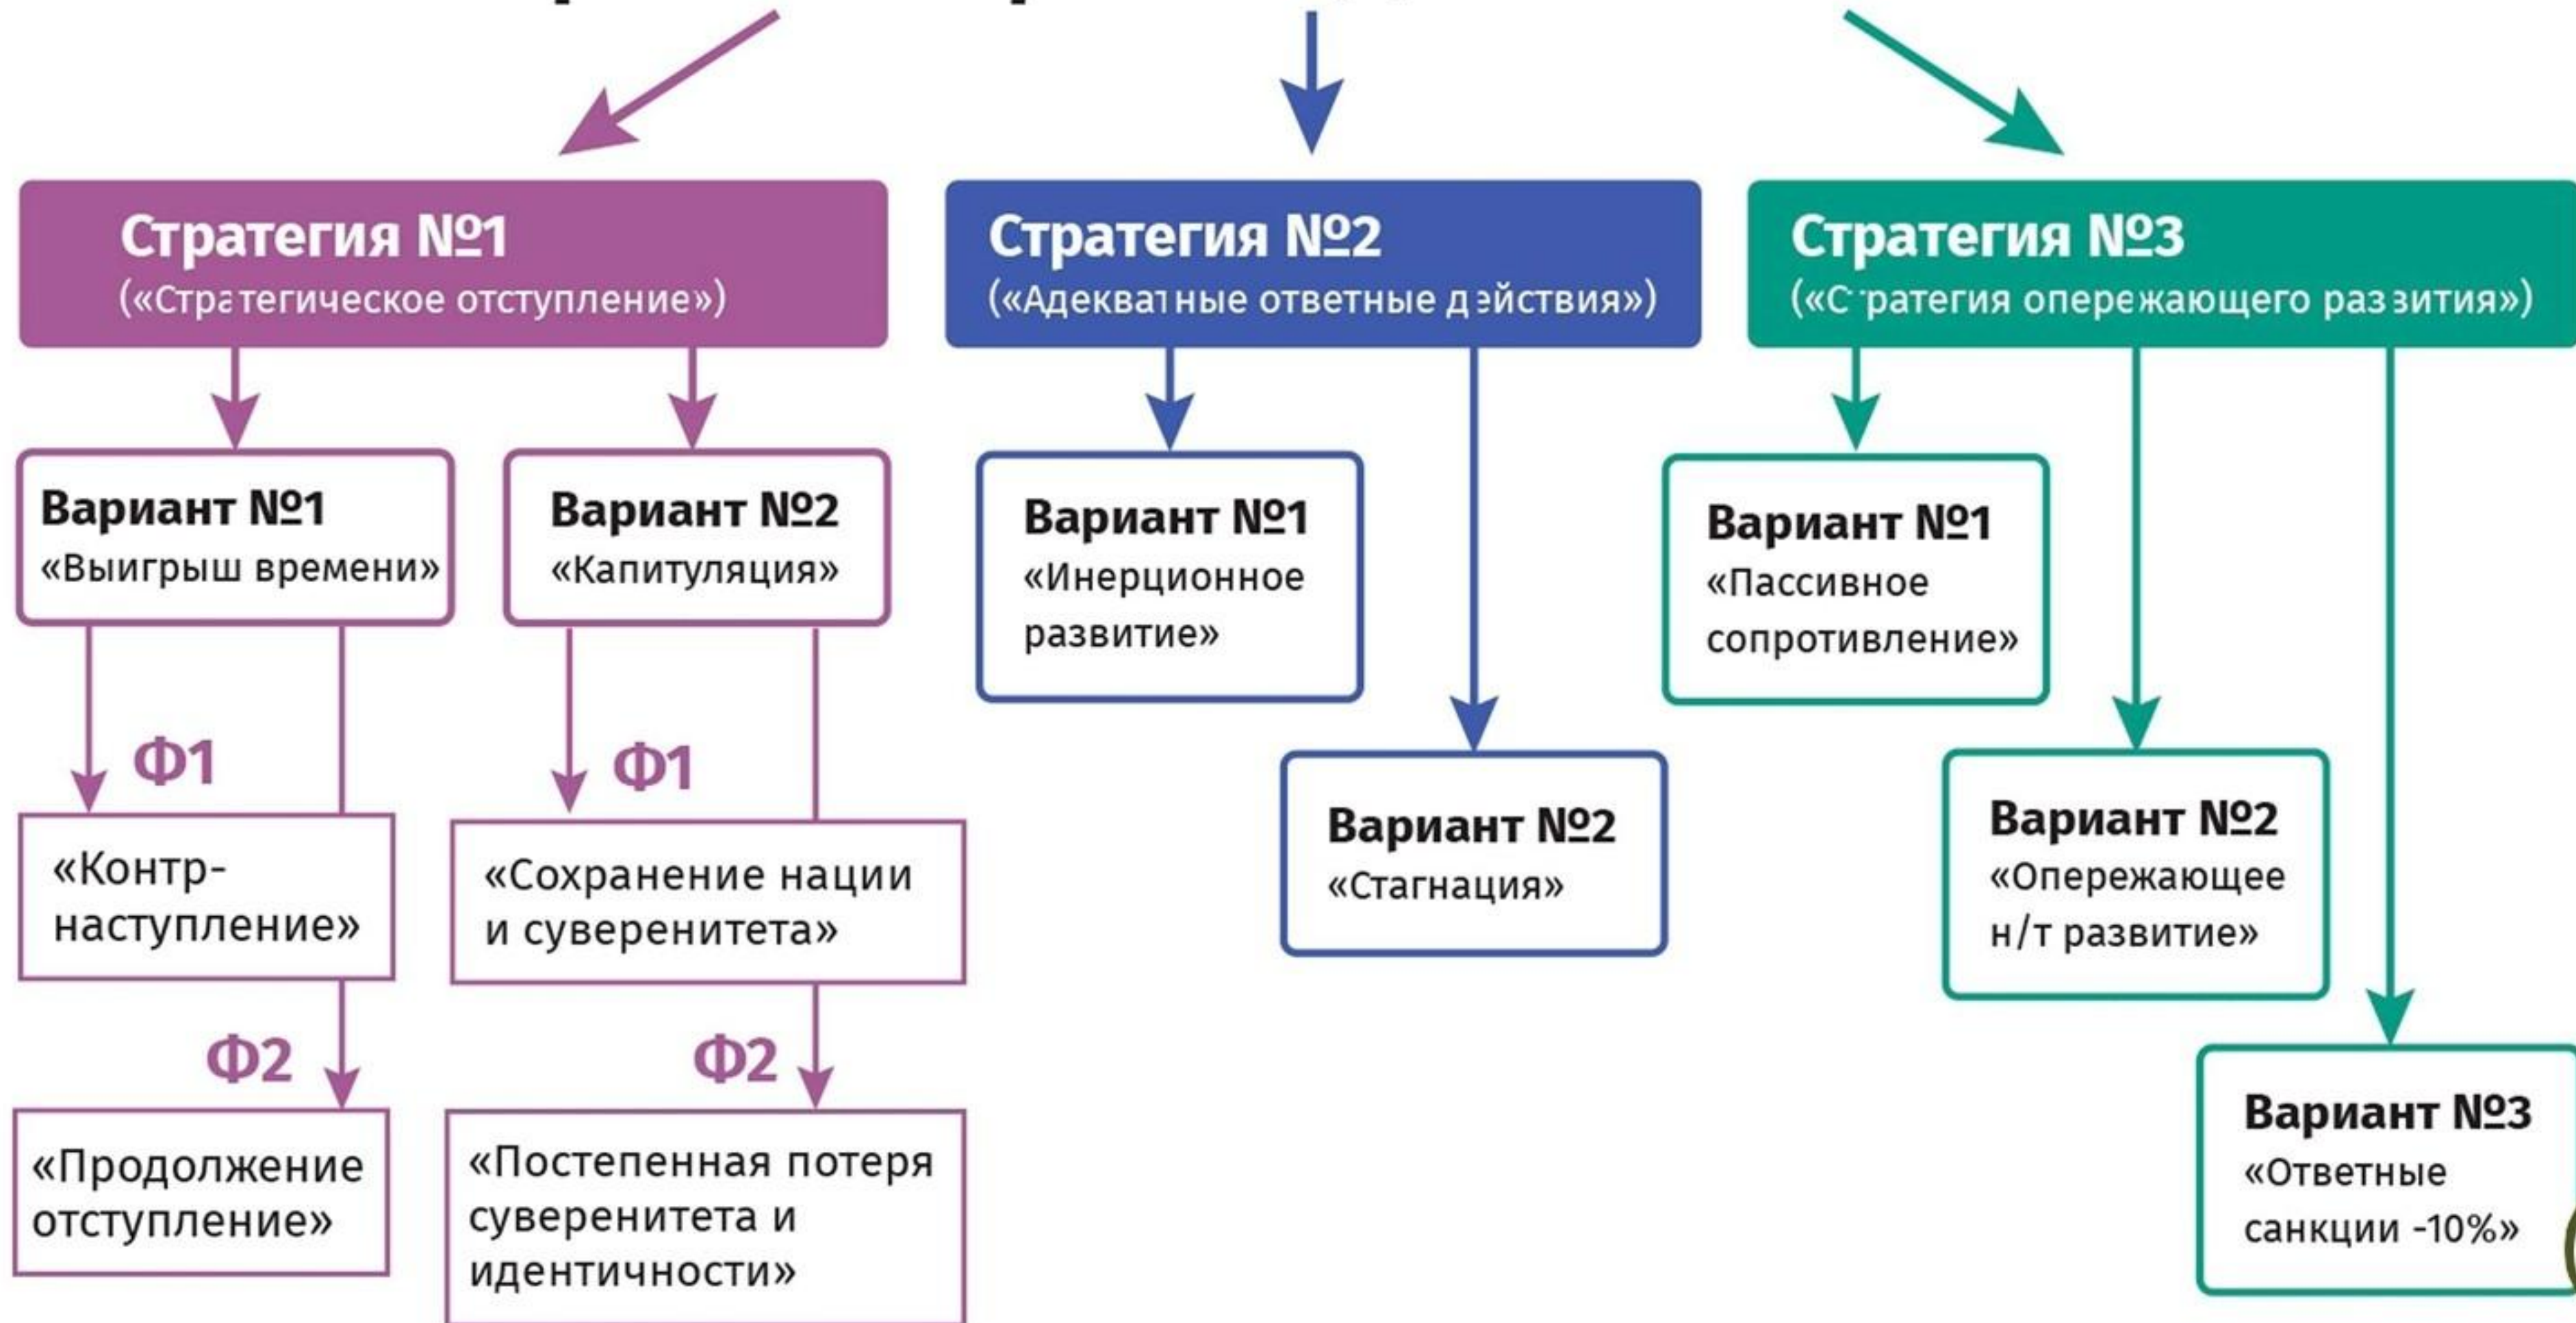 Стратегия №1
(«Стратегическое отступление»)
Стратегия №2
(«Адекватные ответные действия»)
Стратегия №3
(«Стратегия опережающего развития»)
Вариант №1
«Выигрыш времени»
Вариант №2
«Капитуляция»
Вариант №1
«Инерционное
развитие»
Вариант №1
«Пассивное
сопротивление»
Ф1
Ф1
«Контр-
наступление»
«Сохранение нации
и суверенитета»
Вариант №2
«Стагнация»
Вариант №2
«Опережающее
н/т развитие»
Ф2
Ф2
«Продолжение
отступление»
«Постепенная потеря
суверенитета и
идентичности»
Вариант №3
«Ответные
санкции -10%»